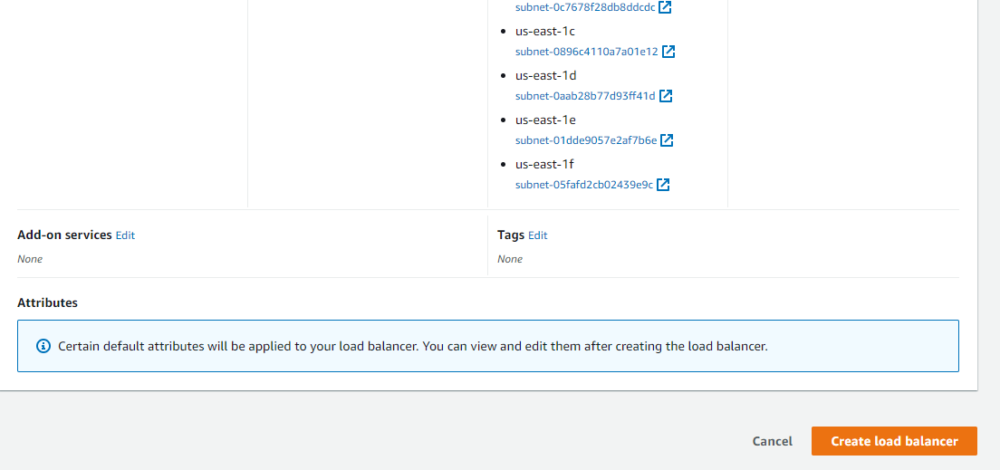 subnet-0c7678f28db8ddcdc
us-east-1c
subnet-0896c4110a7a01e12
us-east-1d
subnet-0aab28b77d93ff41d
us-east-1e
subnet-01dde9057e2af7b6e
us-east-1f
subnet-05fafd2cb02439e9c
Add-on services Edit
None
Tags Edit
None
Attributes
Certain default attributes will be applied to your load balancer. You can view and edit them after creating the load balancer.
Cancel
Create load balancer